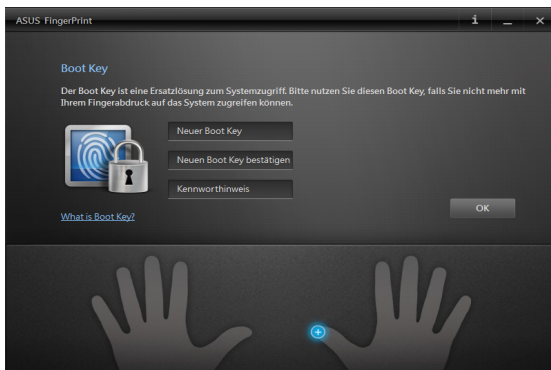 ASUS FingerPrint
Boot Key
Der Boot Key ist eine Ersatzlösung zum Systemzugriff. Bitte nutzen Sie diesen Boot Key, falls Sie nicht mehr mit
Ihrem Fingerabdruck auf das System zugreifen können.
Neuer Boot Key
Neuen Boot Key bestätigen
Kennworthinweis
OK
What is Boot Key?